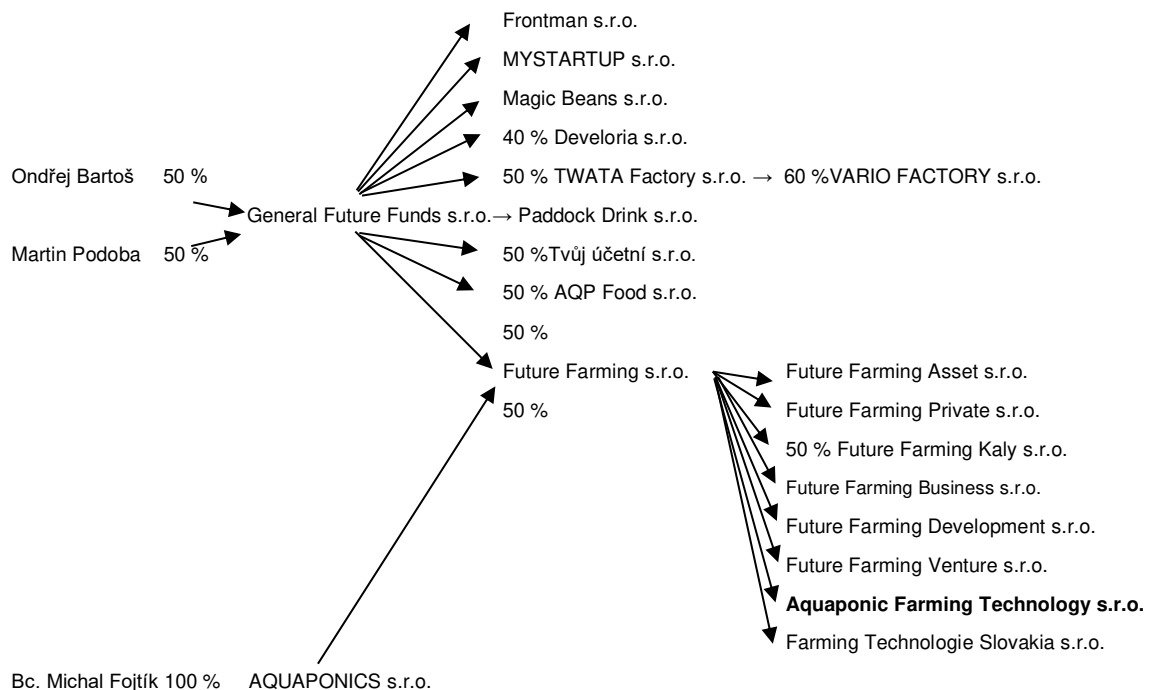 Frontman s.r.o.
MYSTARTUP s.r.o.
Magic Beans s.r.o.
40 % Develoria s.r.o.
Ondřej Bartoš 50 % 50 % TWATA Factory s.r.o. → 60 %VARIO FACTORY s.r.o.
General Future Funds s.r.o.→ Paddock Drink s.r.o.
Martin Podoba 50 % 50 %Tvůj účetní s.r.o.
50 % AQP Food s.r.o.
50 %
Future Farming s.r.o. Future Farming Asset s.r.o.
50 % Future Farming Private s.r.o.
50 % Future Farming Kaly s.r.o.
Future Farming Business s.r.o.
Future Farming Development s.r.o.
Future Farming Venture s.r.o.
Aquaponic Farming Technology s.r.o.
Farming Technologie Slovakia s.r.o.
Bc. Michal Fojtík 100 % AQUAPONICS s.r.o.